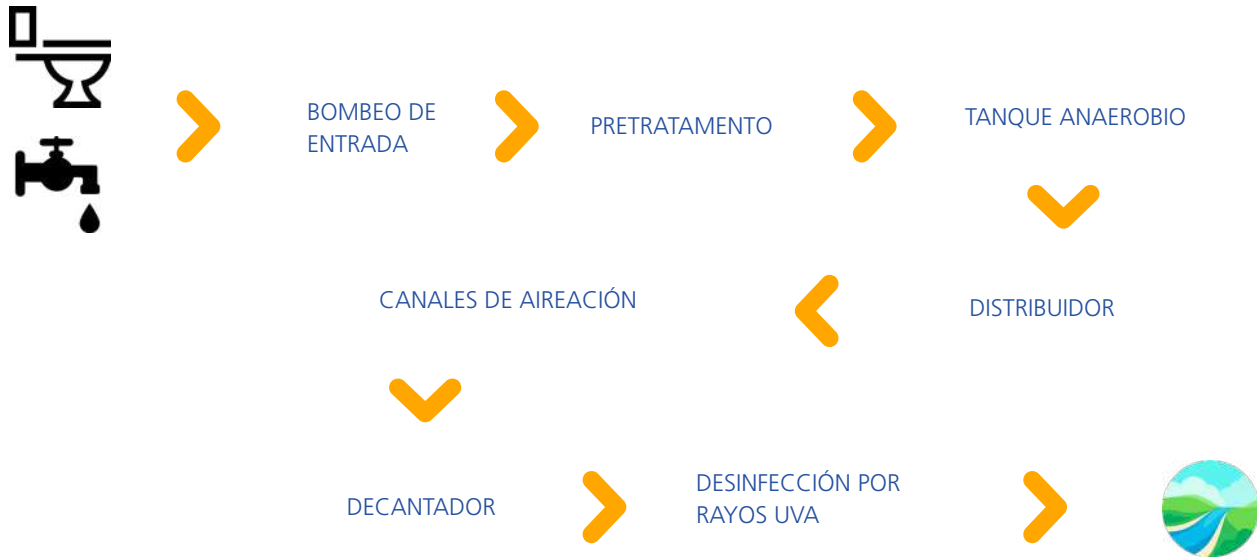 BOMBEO DE
ENTRADA
PRETRATAMENTO
TANQUE ANAEROBIO
DISTRIBUIDOR
CANALES DE AIREACIÓN
DECANTADOR
DESINFECCIÓN POR
RAYOS UVA